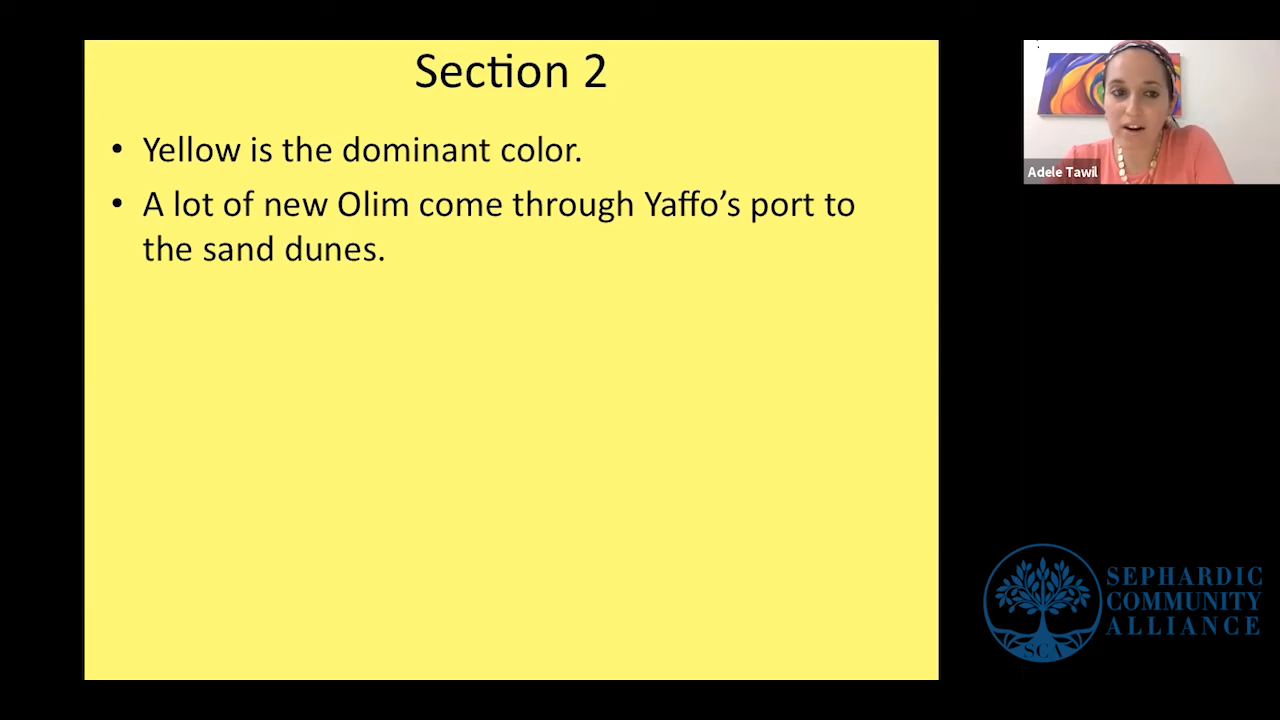 Section 2
• Yellow is the dominant color.
• A lot of new Olim come through Yaffo’s port to
the sand dunes.
Adele Tawil
SEPHARDIC
COMMUNITY
ALLIANCE
SCA